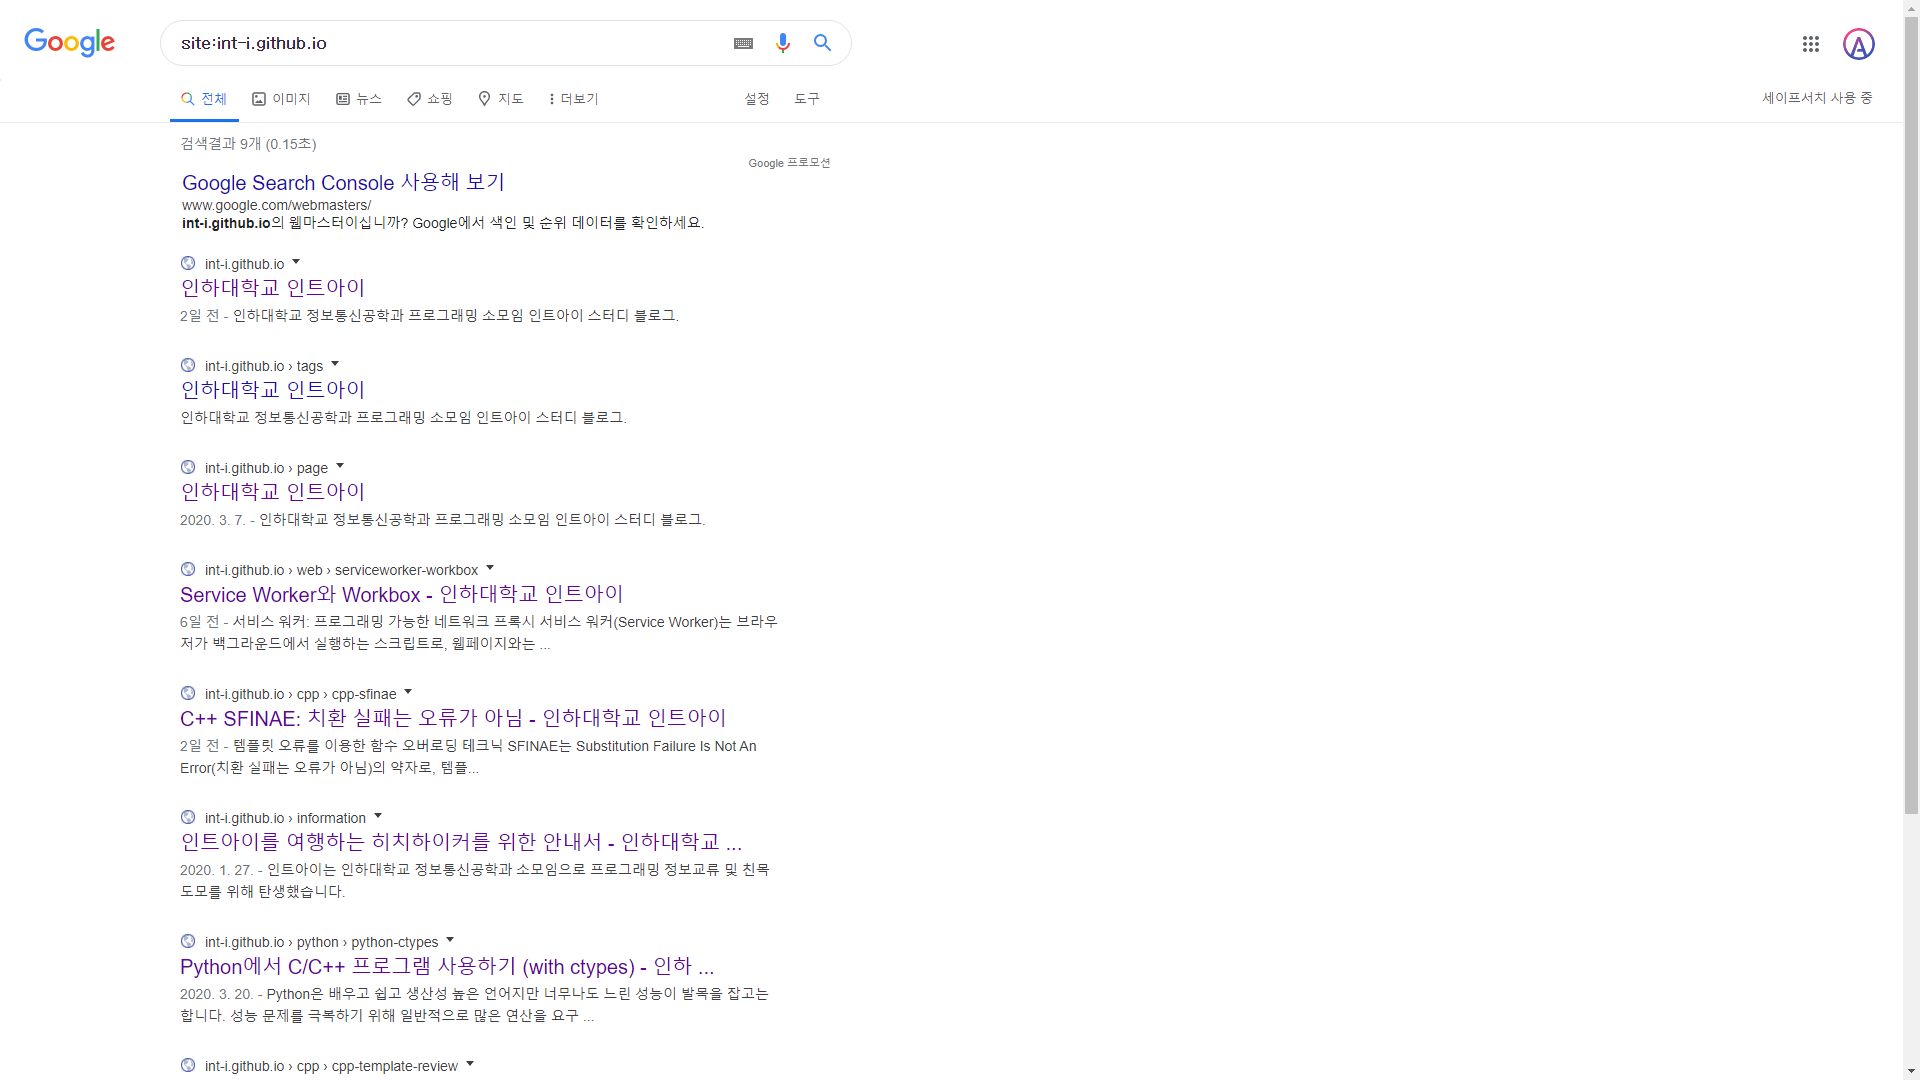 Google
site:int-i.github.io
전체
이미지
뉴스
쇼핑
지도
더보기
설정
도구
세이프서치 사용 중
검색결과 9개 (0.15초)
Google 프로모션
Google Search Console 사용해 보기
www.google.com/webmasters/
int-i.github.io의 웹마스터이십니까? Google에서 색인 및 순위 데이터를 확인하세요.
int-i.github.io
인하대학교 인트아이
2일 전 - 인하대학교 정보통신공학과 프로그래밍 소모임 인트아이 스터디 블로그.
int-i.github.io › tags
인하대학교 인트아이
인하대학교 정보통신공학과 프로그래밍 소모임 인트아이 스터디 블로그.
int-i.github.io › page
인하대학교 인트아이
2020. 3. 7. - 인하대학교 정보통신공학과 프로그래밍 소모임 인트아이 스터디 블로그.
int-i.github.io › web › serviceworker-workbox
Service Worker와 Workbox - 인하대학교 인트아이
6일 전 - 서비스 워커: 프로그래밍 가능한 네트워크 프록시 서비스 워커(Service Worker)는 브라우
저가 백그라운드에서 실행하는 스크립트로, 웹페이지와는 ...
int-i.github.io › cpp › cpp-sfinae
C++ SFINAE: 치환 실패는 오류가 아님 - 인하대학교 인트아이
2일 전 - 템플릿 오류를 이용한 함수 오버로딩 테크닉 SFINAE는 Substitution Failure Is Not An
Error(치환 실패는 오류가 아님)의 약자로, 템플...
int-i.github.io › information
인트아이를 여행하는 히치하이커를 위한 안내서 - 인하대학교 ...
2020. 1. 27. - 인트아이는 인하대학교 정보통신공학과 소모임으로 프로그래밍 정보교류 및 친목
도모를 위해 탄생했습니다.
int-i.github.io › python › python-ctypes
Python에서 C/C++ 프로그램 사용하기 (with ctypes) - 인하 ...
2020. 3. 20. - Python은 배우고 쉽고 생산성 높은 언어지만 너무나도 느린 성능이 발목을 잡고는
합니다. 성능 문제를 극복하기 위해 일반적으로 많은 연산을 요구 ...
int-i.github.io › cpp › cpp-template-review